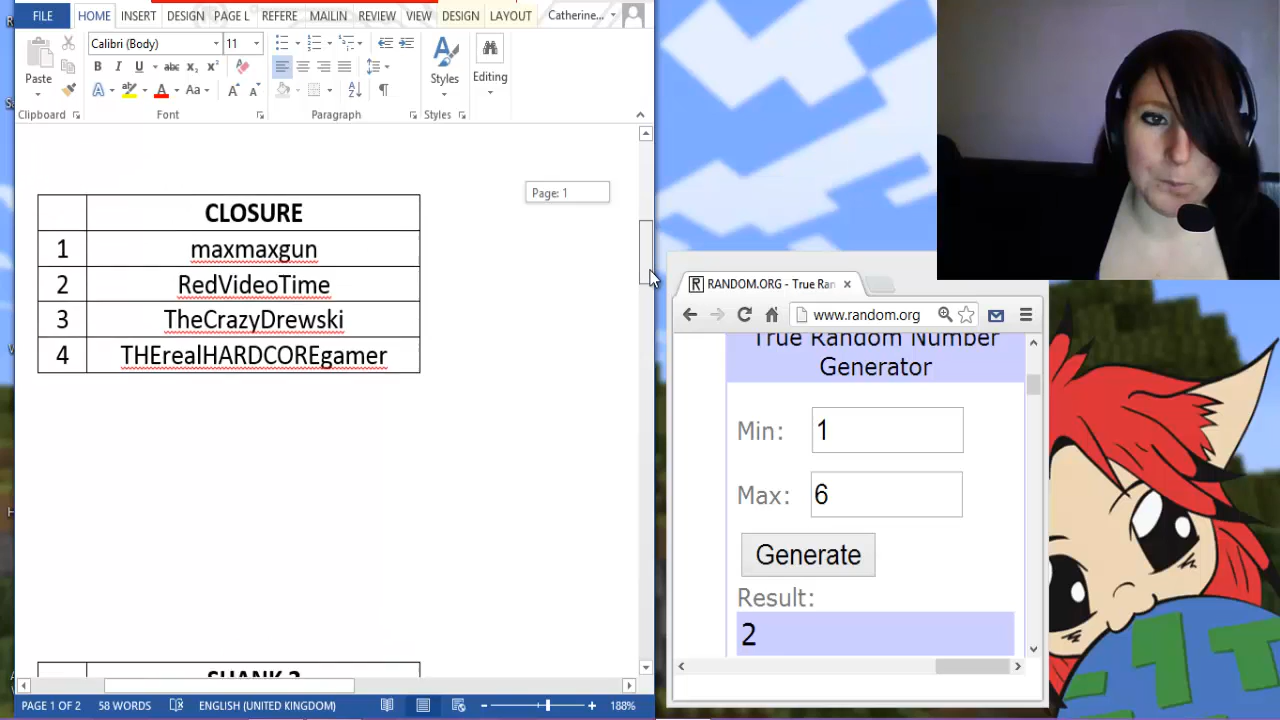 FILE HOME INSERT DESIGN PAGE L REFERE MAILIN REVIEW VIEW DESIGN LAYOUT Catherine...
Calibri (Body) 11
Paste
Styles
Editing
Clipboard Font Paragraph Styles
Page: 1
CLOSURE
1 maxmaxgun
2 RedVideoTime
3 TheCrazyDrewski
4 THErealHARDCOREgamer
SHANK 2
PAGE 1 OF 2 58 WORDS ENGLISH (UNITED KINGDOM) 188%
RANDOM.ORG - True Ran
www.random.org
True Random Number
Generator
Min: 1
Max: 6
Generate
Result:
2